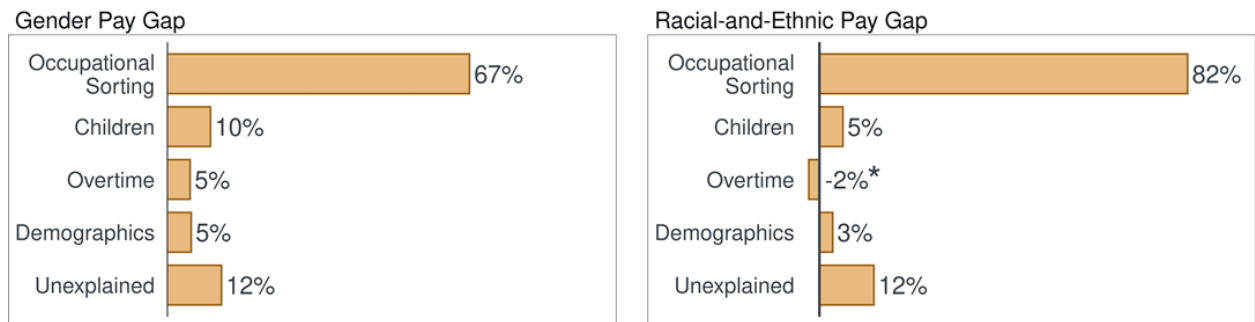 Gender Pay Gap
Occupational
Sorting
67%
Children
10%
Overtime
5%
Demographics
5%
Unexplained
12%
Racial-and-Ethnic Pay Gap
Occupational
Sorting
82%
Children
5%
Overtime
-2%*
Demographics
3%
Unexplained
12%